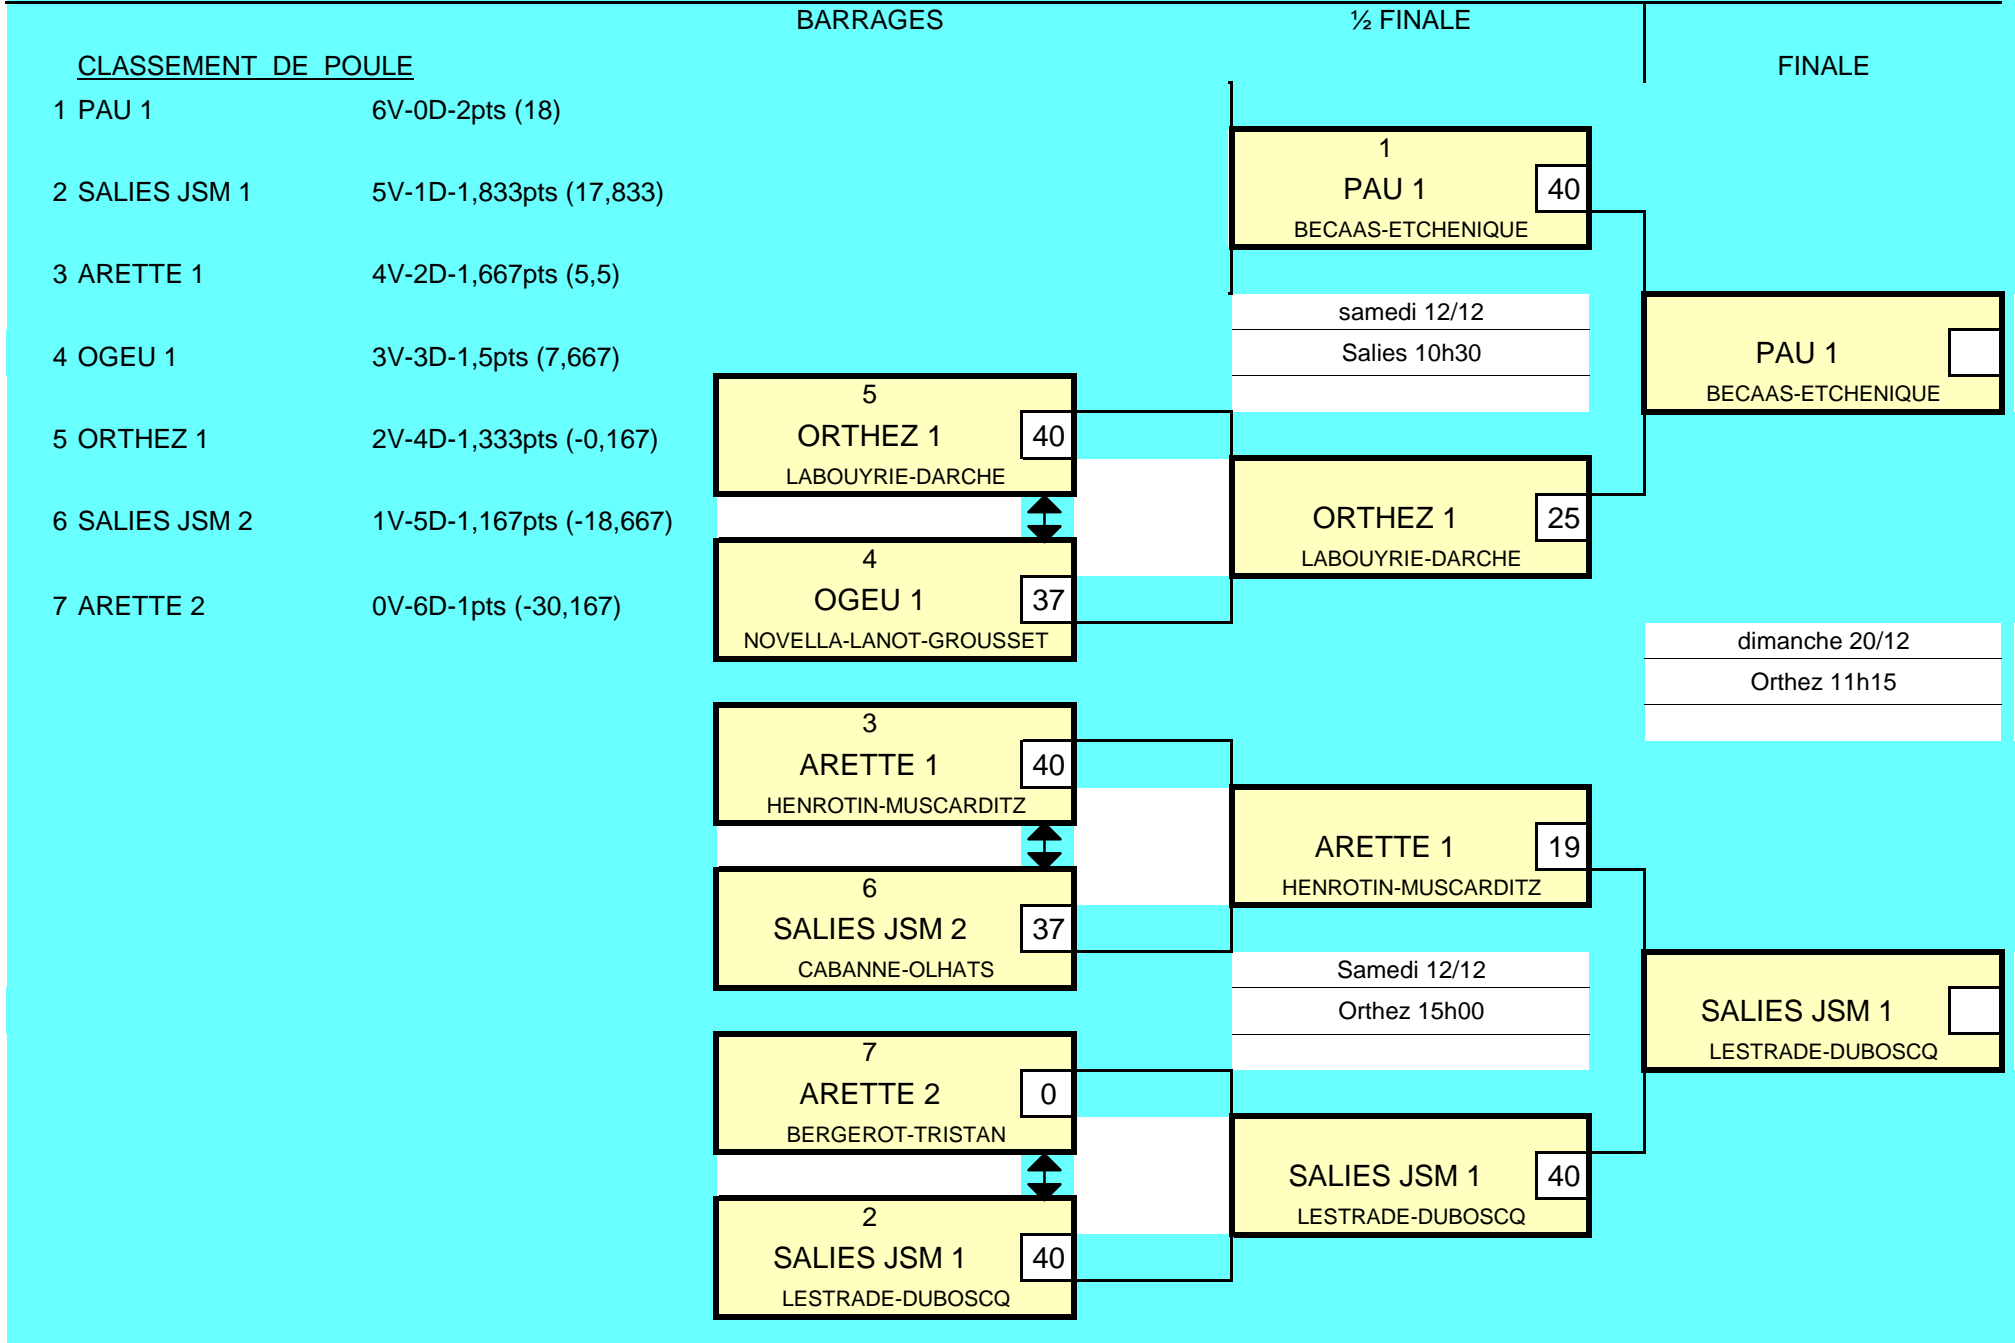 BARRAGES
½ FINALE
FINALE
CLASSEMENT DE POULE
1 PAU 1 6V-0D-2pts (18)
2 SALIES JSM 1 5V-1D-1,833pts (17,833)
3 ARETTE 1 4V-2D-1,667pts (5,5)
4 OGEU 1 3V-3D-1,5pts (7,667)
5 ORTHEZ 1 2V-4D-1,333pts (-0,167)
6 SALIES JSM 2 1V-5D-1,167pts (-18,667)
7 ARETTE 2 0V-6D-1pts (-30,167)
5
ORTHEZ 1 40
LABOUYRIE-DARCHE
4
OGEU 1 37
NOVELLA-LANOT-GROUSSET
3
ARETTE 1 40
HENROTIN-MUSCARDITZ
6
SALIES JSM 2 37
CABANNE-OLHATS
7
ARETTE 2 0
BERGEROT-TRISTAN
2
SALIES JSM 1 40
LESTRADE-DUBOSCQ
1
PAU 1 40
BECAAS-ETCHENIQUE
samedi 12/12
Salies 10h30
ORTHEZ 1 25
LABOUYRIE-DARCHE
ARETTE 1 19
HENROTIN-MUSCARDITZ
Samedi 12/12
Orthez 15h00
SALIES JSM 1 40
LESTRADE-DUBOSCQ
PAU 1
BECAAS-ETCHENIQUE
dimanche 20/12
Orthez 11h15
SALIES JSM 1
LESTRADE-DUBOSCQ